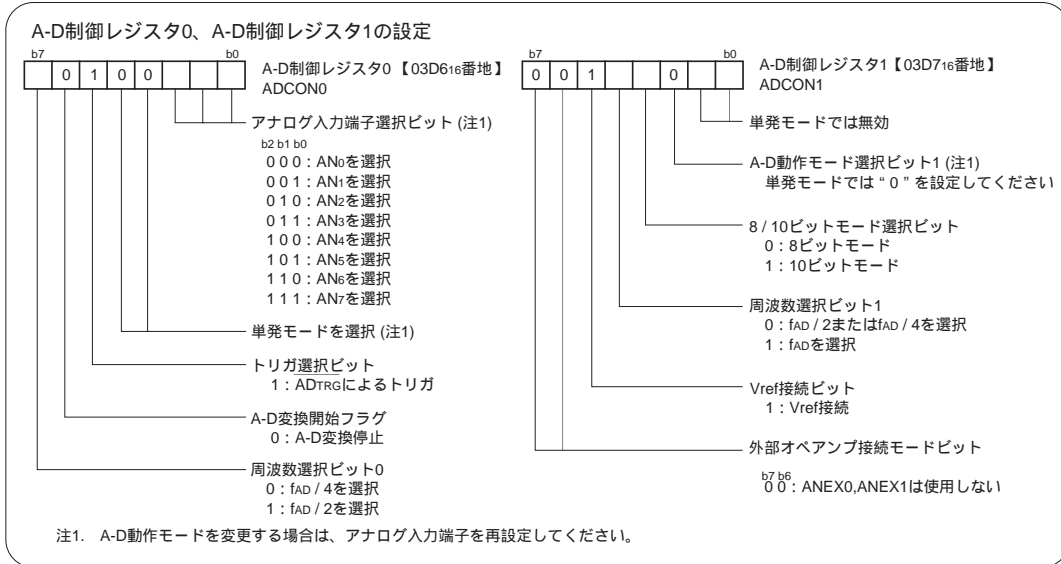 A-D制御レジスタ0、A-D制御レジスタ1の設定
b7 b0
0 1 0 0
A-D制御レジスタ0 【03D616番地】
ADCON0
アナログ入力端子選択ビット (注1)
b2 b1 b0
0 0 0 : AN0を選択
0 0 1 : AN1を選択
0 1 0 : AN2を選択
0 1 1 : AN3を選択
1 0 0 : AN4を選択
1 0 1 : AN5を選択
1 1 0 : AN6を選択
1 1 1 : AN7を選択
単発モードを選択 (注1)
トリガ選択ビット
1 : ADTRGによるトリガ
A-D変換開始フラグ
0 : A-D変換停止
周波数選択ビット0
0 : fAD / 4を選択
1 : fAD / 2を選択
b7 b0
0 0 1 0
A-D制御レジスタ1【03D716番地】
ADCON1
単発モードでは無効
A-D動作モード選択ビット1 (注1)
単発モードでは “ 0 ” を設定してください
8 / 10ビットモード選択ビット
0 : 8ビットモード
1 : 10ビットモード
周波数選択ビット1
0 : fAD / 2またはfAD / 4を選択
1 : fADを選択
Vref接続ビット
1 : Vref接続
外部オペアンプ接続モードビット
b7 b6
0 0 : ANEX0,ANEX1は使用しない
注1. A-D動作モードを変更する場合は、アナログ入力端子を再設定してください。